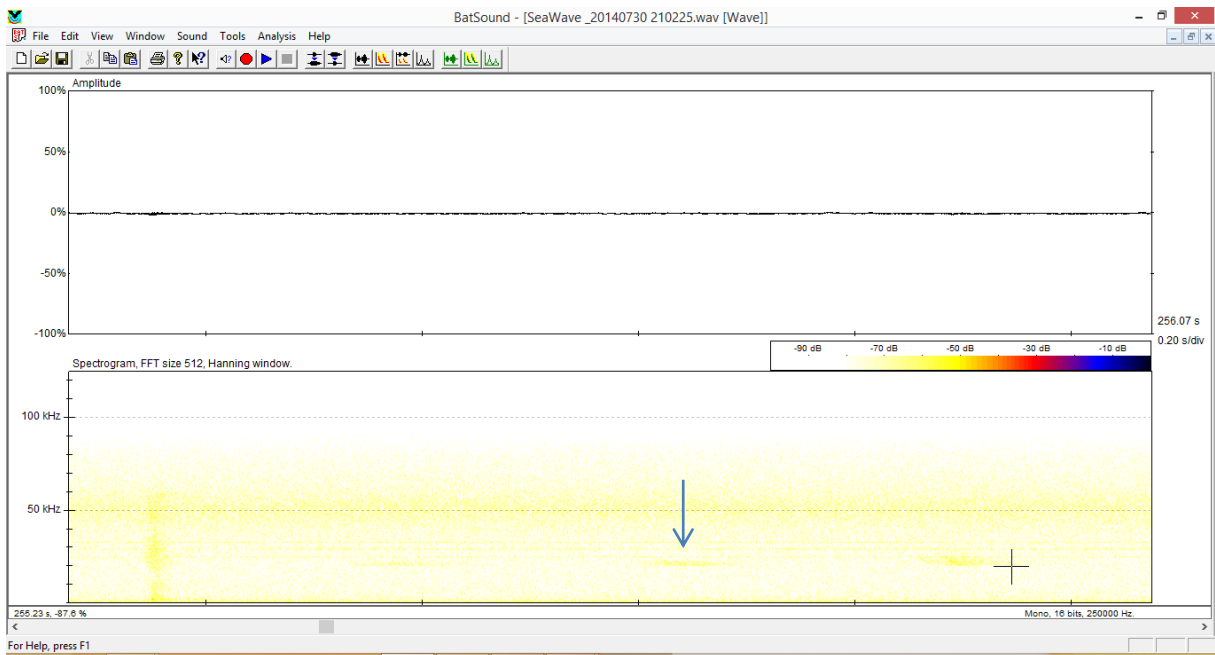 BatSound - [SeaWave _20140730 210225.wav [Wave]]
File Edit View Window Sound Tools Analysis Help
Amplitude
100%
50%
0%
-50%
-100%
256.07 s
0.20 s/div
-90 dB -70 dB -50 dB -30 dB -10 dB
Spectrogram, FFT size 512, Hanning window.
100 kHz
50 kHz
255.23 s, -87.6 %
Mono, 16 bits, 250000 Hz.
For Help, press F1